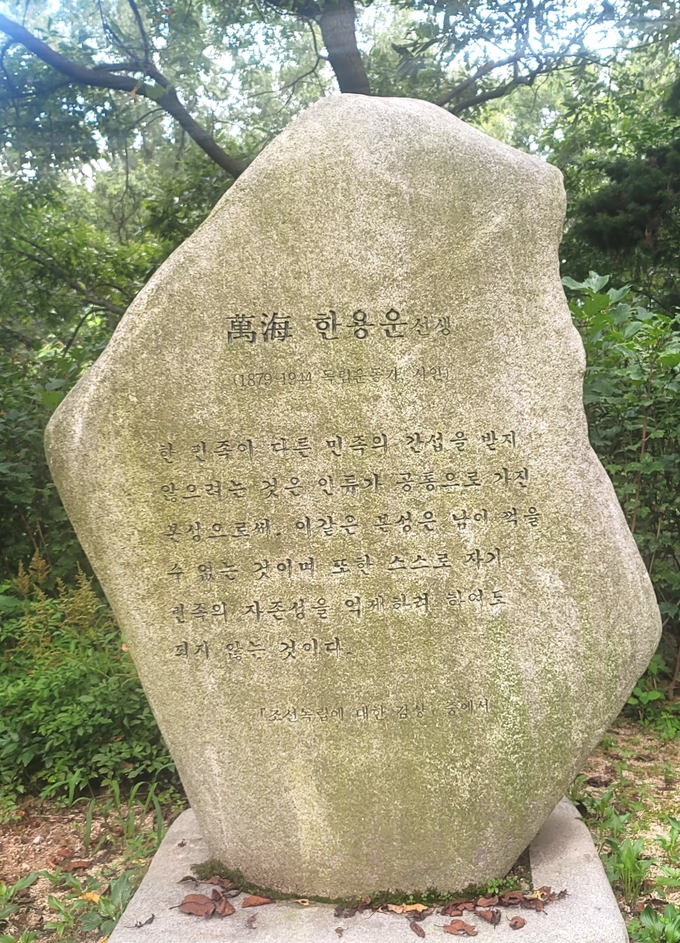 萬海 한용운선생
(1879-1944 독립운동가, 시인)
한 민족이 다른 민족의 간섭을 받지
않으려는 것은 인류가 공통으로 가진
본성으로써, 이같은 본성은 남이 꺾을
수 없는 것이며 또한 스스로 자기
민족의 자존성을 억제하려 하여도
되지 않는 것이다.
『조선독립에 대한 감상』중에서